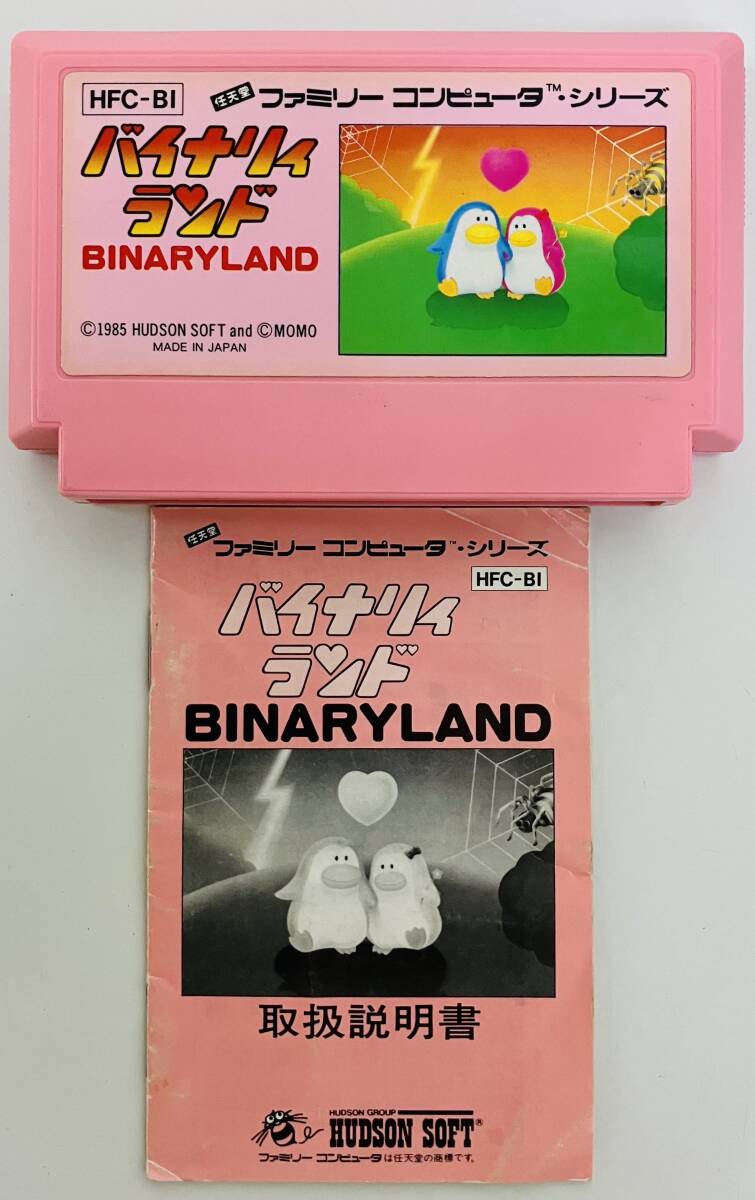 HFC-BI
任天堂 ファミリー コンピュータ™・シリーズ
バイナリィ
ランド
BINARYLAND
©1985 HUDSON SOFT and ©MOMO
MADE IN JAPAN
任天堂 ファミリー コンピュータ™・シリーズ
HFC-BI
バイナリィ
ランド
BINARYLAND
取扱説明書
HUDSON GROUP
HUDSON SOFT®
ファミリー コンピュータは任天堂の商標です。